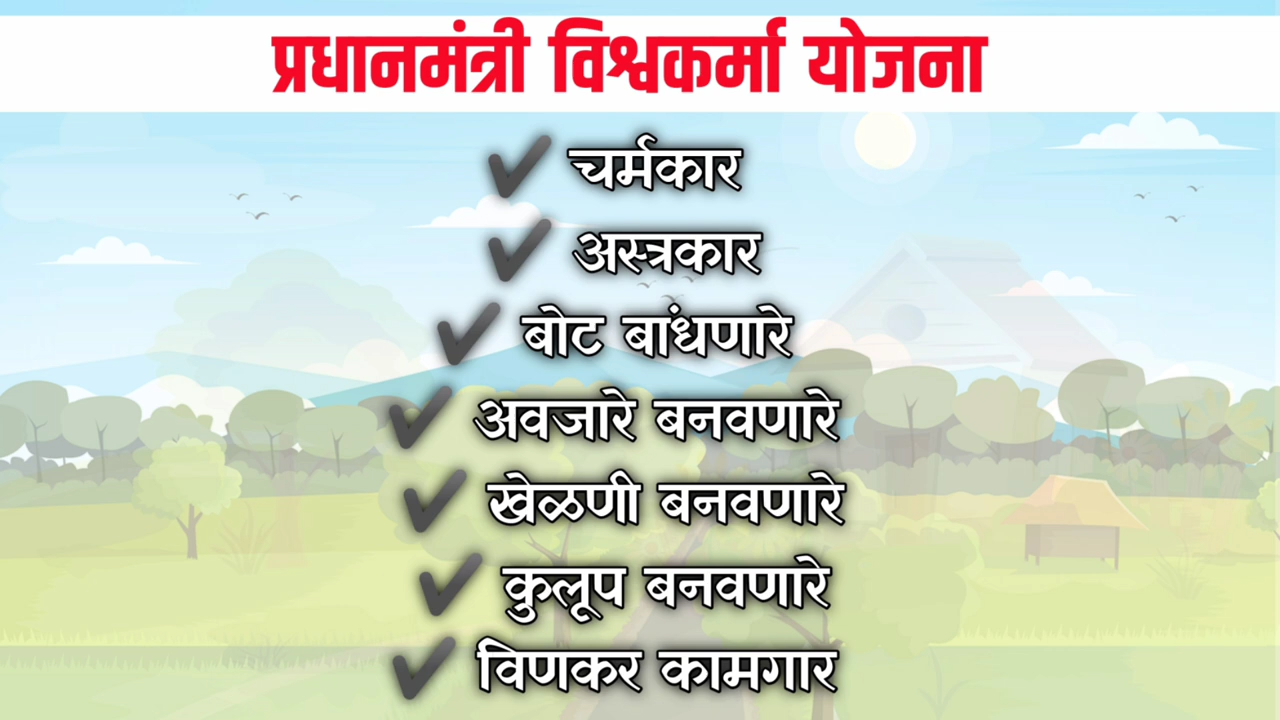 प्रधानमंत्री विश्वकर्मा योजना
✔ चर्मकार
✔ अस्त्रकार
✔ बोट बांधणारे
✔ अवजारे बनवणारे
✔ खेळणी बनवणारे
✔ कुलूप बनवणारे
✔ विणकर कामगार